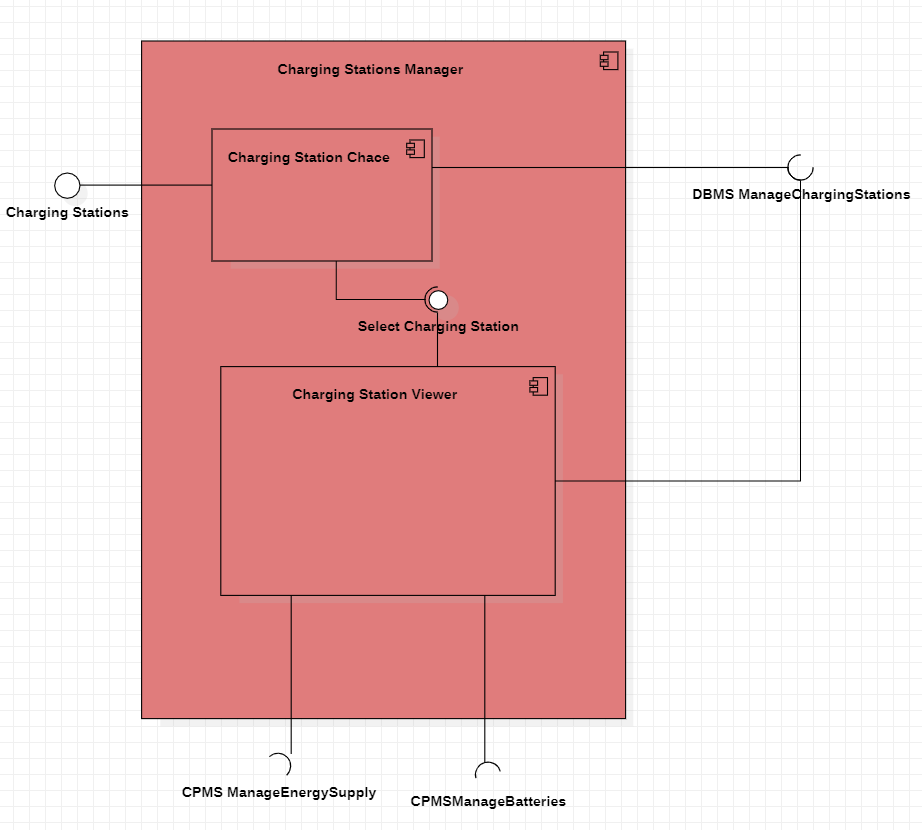 Charging Stations Manager
Charging Station Chace
Charging Stations
DBMS ManageChargingStations
Select Charging Station
Charging Station Viewer
CPMS ManageEnergySupply
CPMSManageBatteries